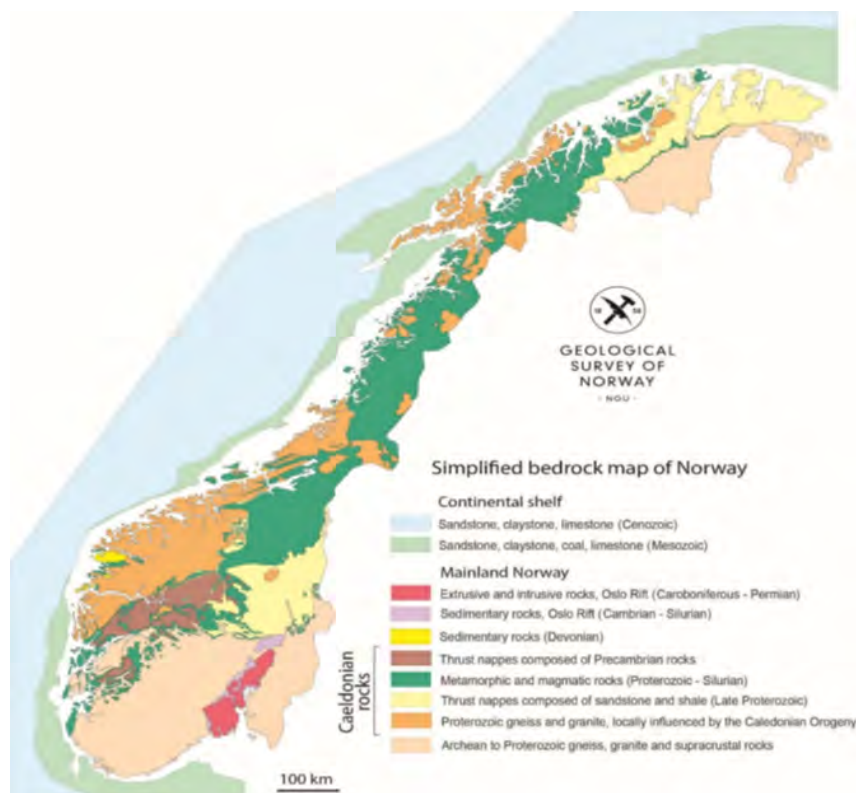 18 58
GEOLOGICAL
SURVEY OF
NORWAY
- NGU -
Simplified bedrock map of Norway
Continental shelf
Sandstone, claystone, limestone (Cenozoic)
Sandstone, claystone, coal, limestone (Mesozoic)
Mainland Norway
Extrusive and intrusive rocks, Oslo Rift (Caroboniferous - Permian)
Sedimentary rocks, Oslo Rift (Cambrian - Silurian)
Sedimentary rocks (Devonian)
Thrust nappes composed of Precambrian rocks
Metamorphic and magmatic rocks (Proterozoic - Silurian)
Thrust nappes composed of sandstone and shale (Late Proterozoic)
Proterozoic gneiss and granite, locally influenced by the Caledonian Orogeny
Archean to Proterozoic gneiss, granite and supracrustal rocks
Caeldonian
rocks
100 km